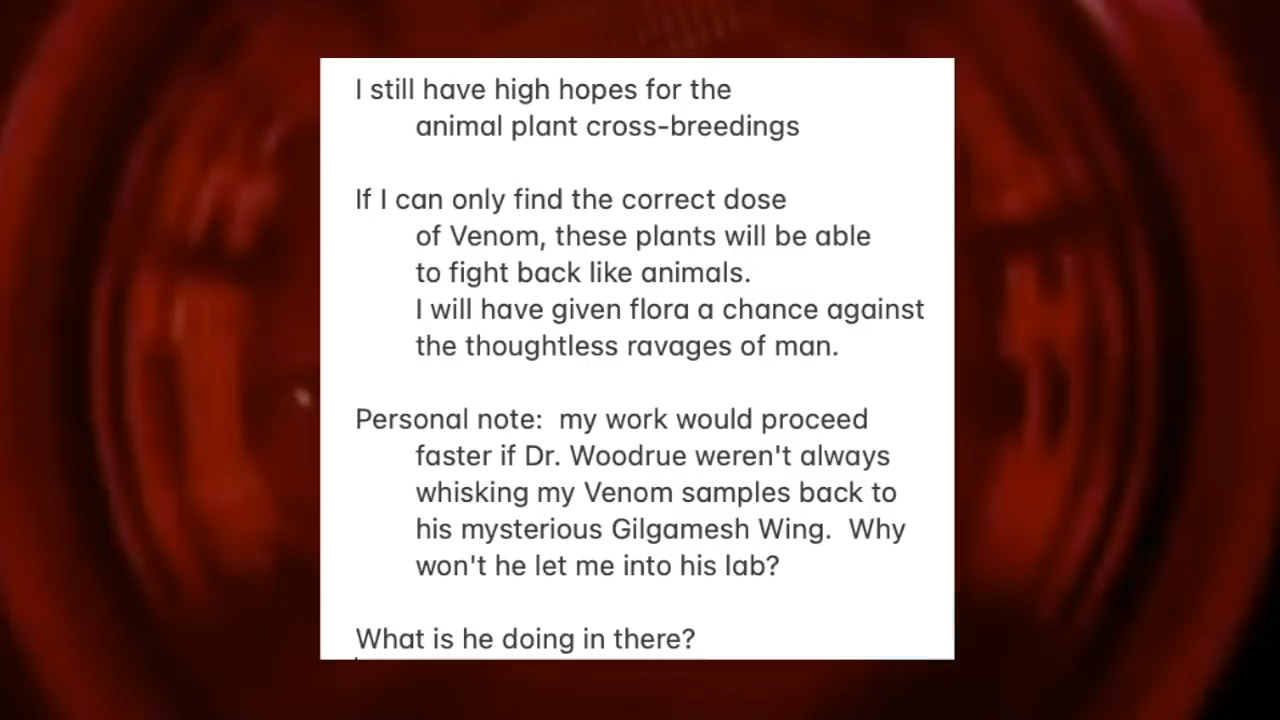 I still have high hopes for the
animal plant cross-breedings
If I can only find the correct dose
of Venom, these plants will be able
to fight back like animals.
I will have given flora a chance against
the thoughtless ravages of man.
Personal note:  my work would proceed
faster if Dr. Woodrue weren't always
whisking my Venom samples back to
his mysterious Gilgamesh Wing.  Why
won't he let me into his lab?
What is he doing in there?